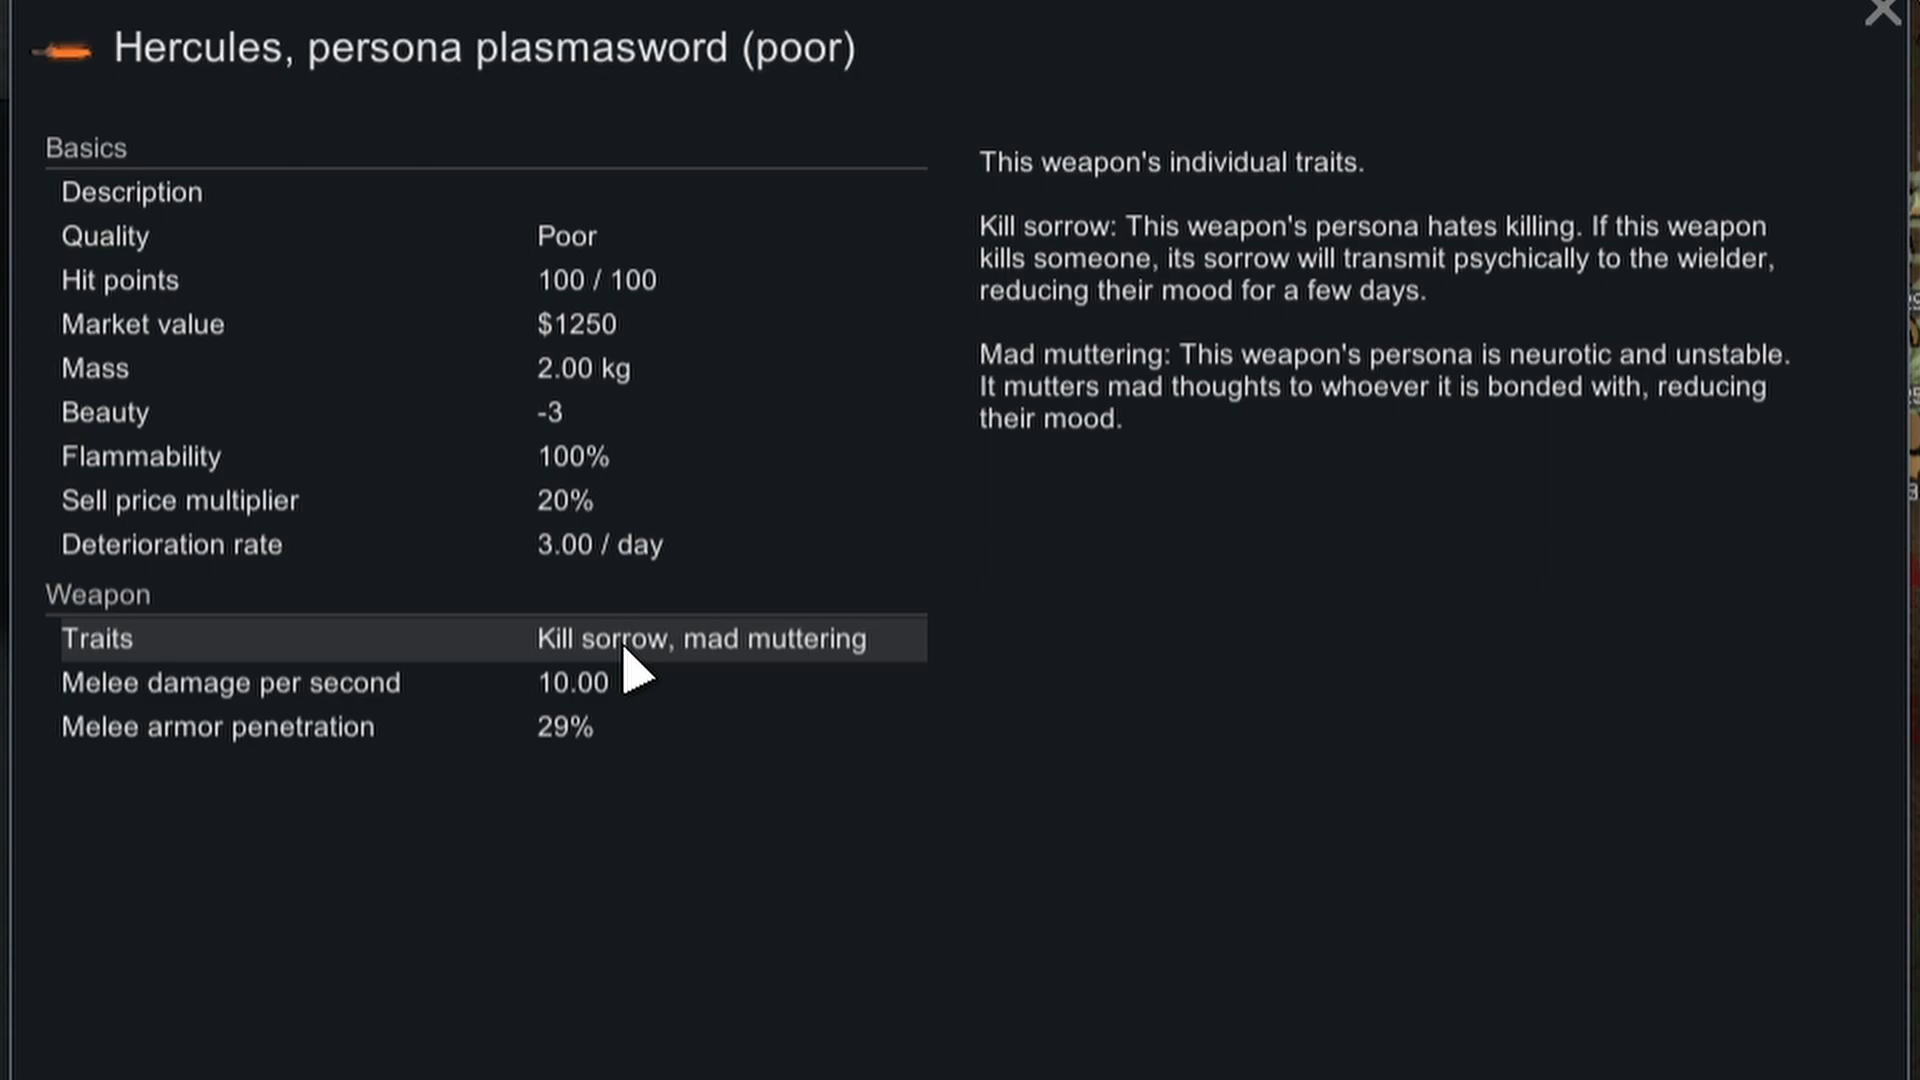 Hercules, persona plasmasword (poor)
Basics
Description
Quality Poor
Hit points 100 / 100
Market value $1250
Mass 2.00 kg
Beauty -3
Flammability 100%
Sell price multiplier 20%
Deterioration rate 3.00 / day
Weapon
Traits Kill sorrow, mad muttering
Melee damage per second 10.00
Melee armor penetration 29%
This weapon's individual traits.
Kill sorrow: This weapon's persona hates killing. If this weapon
kills someone, its sorrow will transmit psychically to the wielder,
reducing their mood for a few days.
Mad muttering: This weapon's persona is neurotic and unstable.
It mutters mad thoughts to whoever it is bonded with, reducing
their mood.